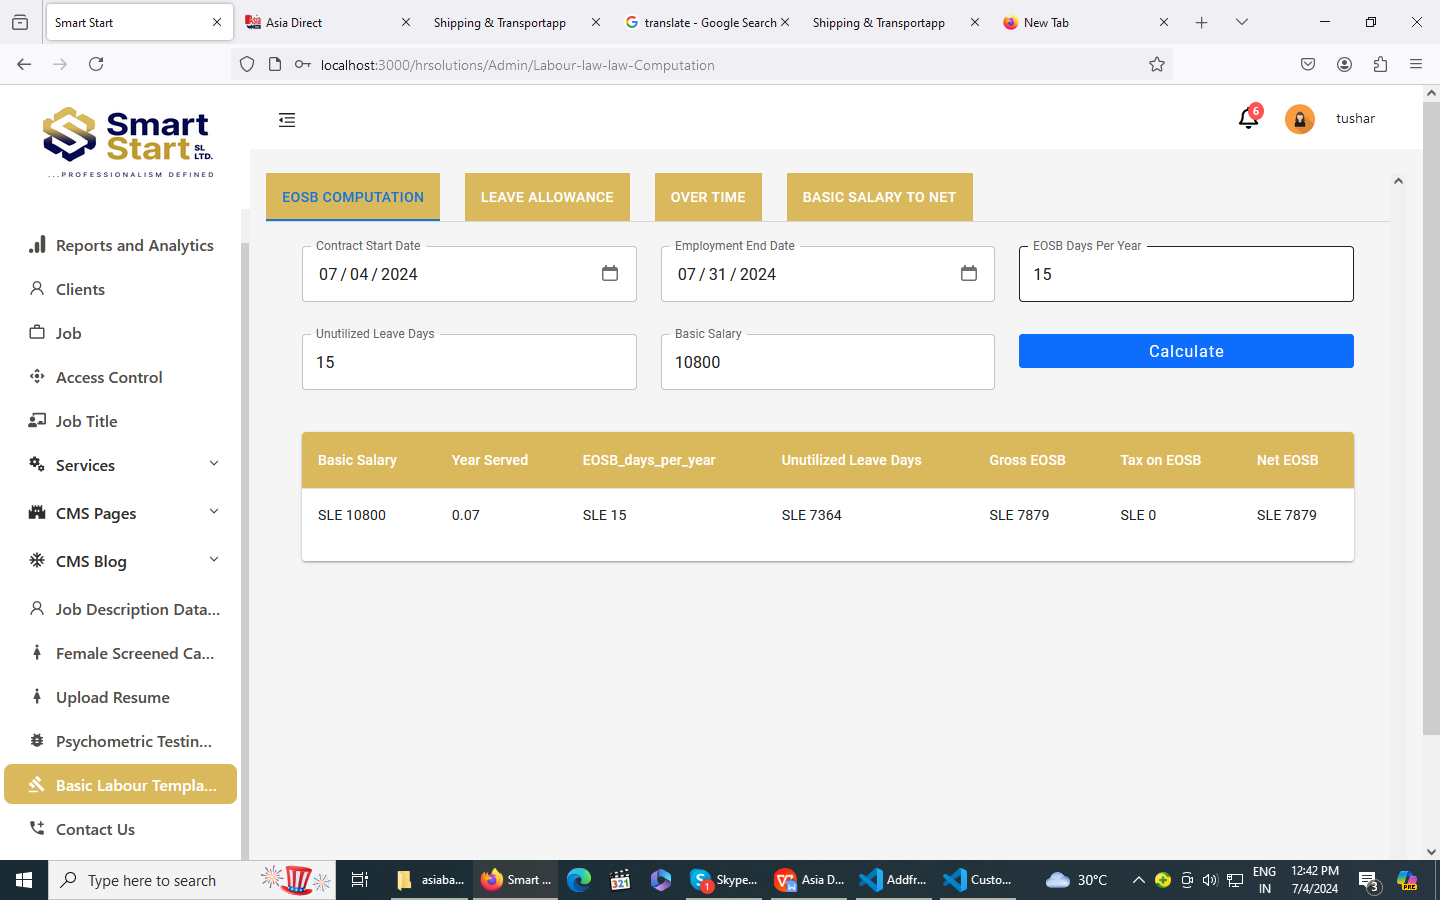 Smart Start
Asia Direct
Shipping & Transportapp
translate - Google Search
Shipping & Transportapp
New Tab
localhost:3000/hrsolutions/Admin/Labour-law-law-Computation
Smart
Start SL LTD.
...PROFESSIONALISM DEFINED
6
tushar
Reports and Analytics
Clients
Job
Access Control
Job Title
Services
CMS Pages
CMS Blog
Job Description Data...
Female Screened Ca...
Upload Resume
Psychometric Testin...
Basic Labour Templa...
Contact Us
EOSB COMPUTATION
LEAVE ALLOWANCE
OVER TIME
BASIC SALARY TO NET
Contract Start Date
07/04/2024
Employment End Date
07/31/2024
EOSB Days Per Year
15
Unutilized Leave Days
15
Basic Salary
10800
Calculate
Basic Salary Year Served EOSB_days_per_year Unutilized Leave Days Gross EOSB Tax on EOSB Net EOSB
SLE 10800 0.07 SLE 15 SLE 7364 SLE 7879 SLE 0 SLE 7879
Type here to search
asiaba...
Smart ...
321
Skype...
1
Asia D...
Addfr...
Custo...
30°C
ENG
IN
12:42 PM
7/4/2024
3
PRE